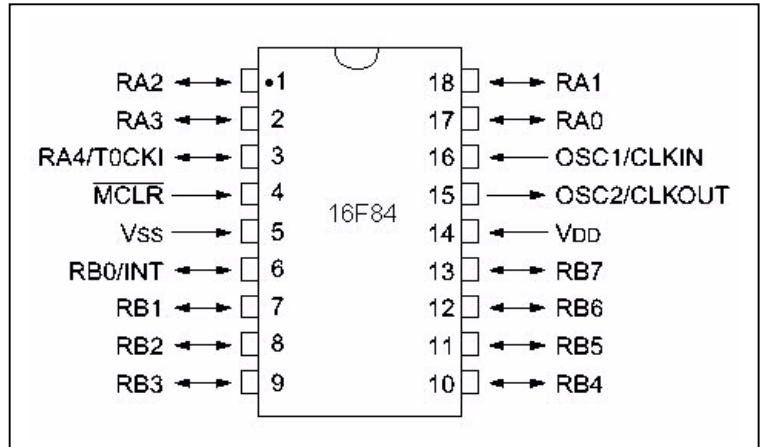 RA2 •1 18 RA1
RA3 2 17 RA0
RA4/T0CKI 3 16 OSC1/CLKIN
MCLR 4 15 OSC2/CLKOUT
16F84
VSS 5 14 VDD
RB0/INT 6 13 RB7
RB1 7 12 RB6
RB2 8 11 RB5
RB3 9 10 RB4